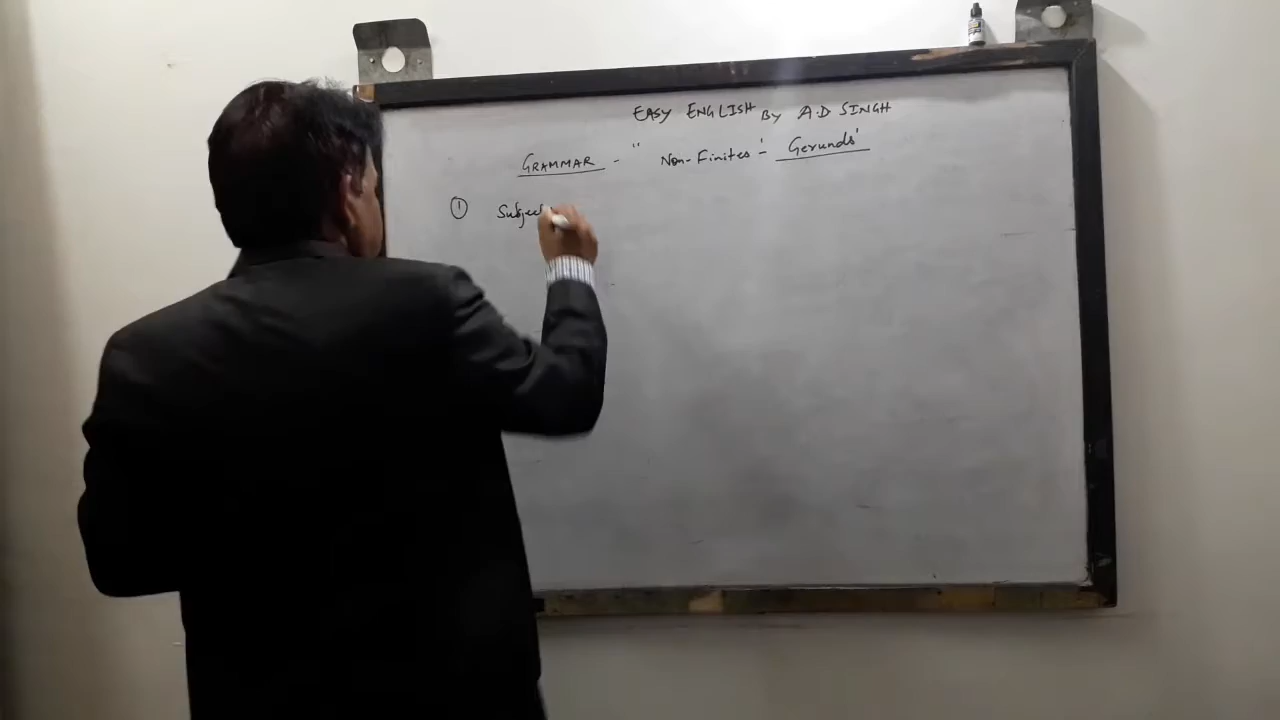 EASY ENGLISH BY A.D SINGH
GRAMMAR - " Non-Finites - 'Gerunds'
① Subject